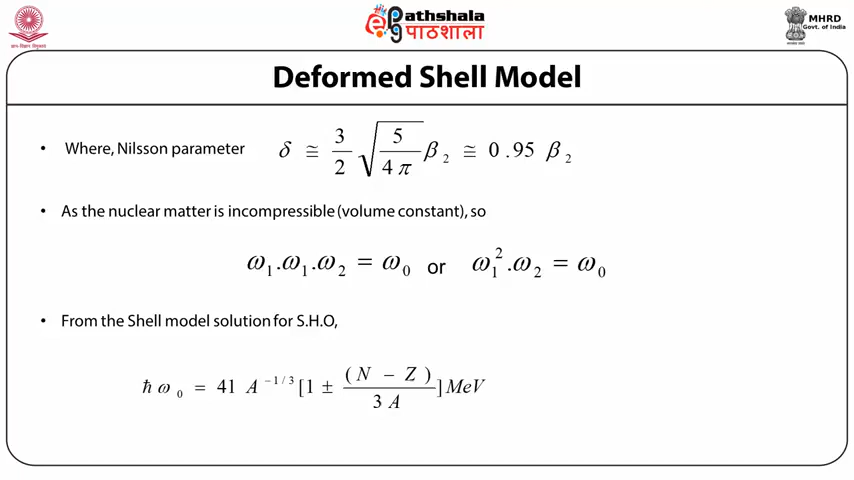 ज्ञान-विज्ञान विमुक्तये
ePathshala
पाठशाला
MHRD
Govt. of India
Deformed Shell Model
• Where, Nilsson parameter δ ≅ 3/2 √(5/4π) β₂ ≅ 0.95 β₂
• As the nuclear matter is incompressible (volume constant), so
ω₁.ω₁.ω₂ = ω₀ or ω₁².ω₂ = ω₀
• From the Shell model solution for S.H.O,
ħω₀ = 41 A^(−1/3) [1 ± (N − Z)/3A] MeV